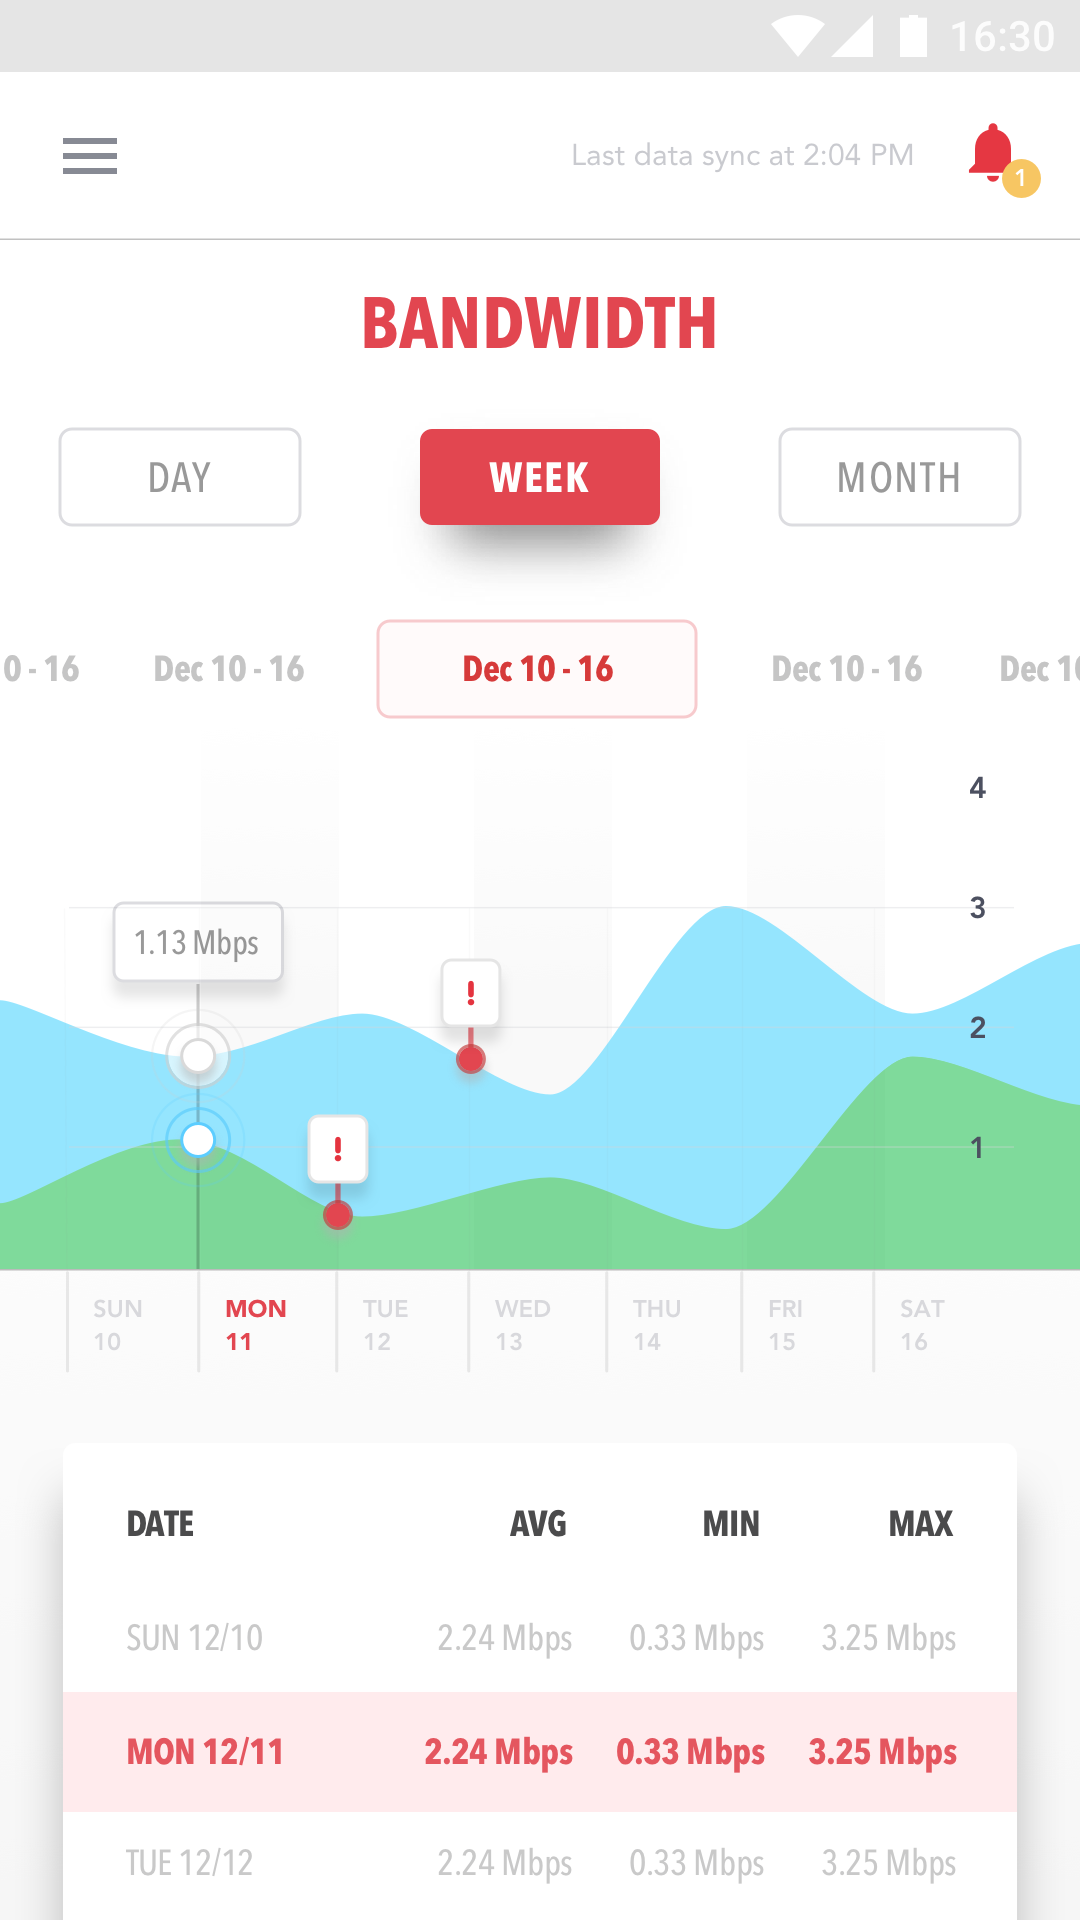 16:30
Last data sync at 2:04 PM
1
BANDWIDTH
DAY WEEK MONTH
0 - 16 Dec 10 - 16 Dec 10 - 16 Dec 10 - 16 Dec 10
4
3
1.13 Mbps
!
2
!
1
SUN MON TUE WED THU FRI SAT
10 11 12 13 14 15 16
DATE AVG MIN MAX
SUN 12/10 2.24 Mbps 0.33 Mbps 3.25 Mbps
MON 12/11 2.24 Mbps 0.33 Mbps 3.25 Mbps
TUE 12/12 2.24 Mbps 0.33 Mbps 3.25 Mbps